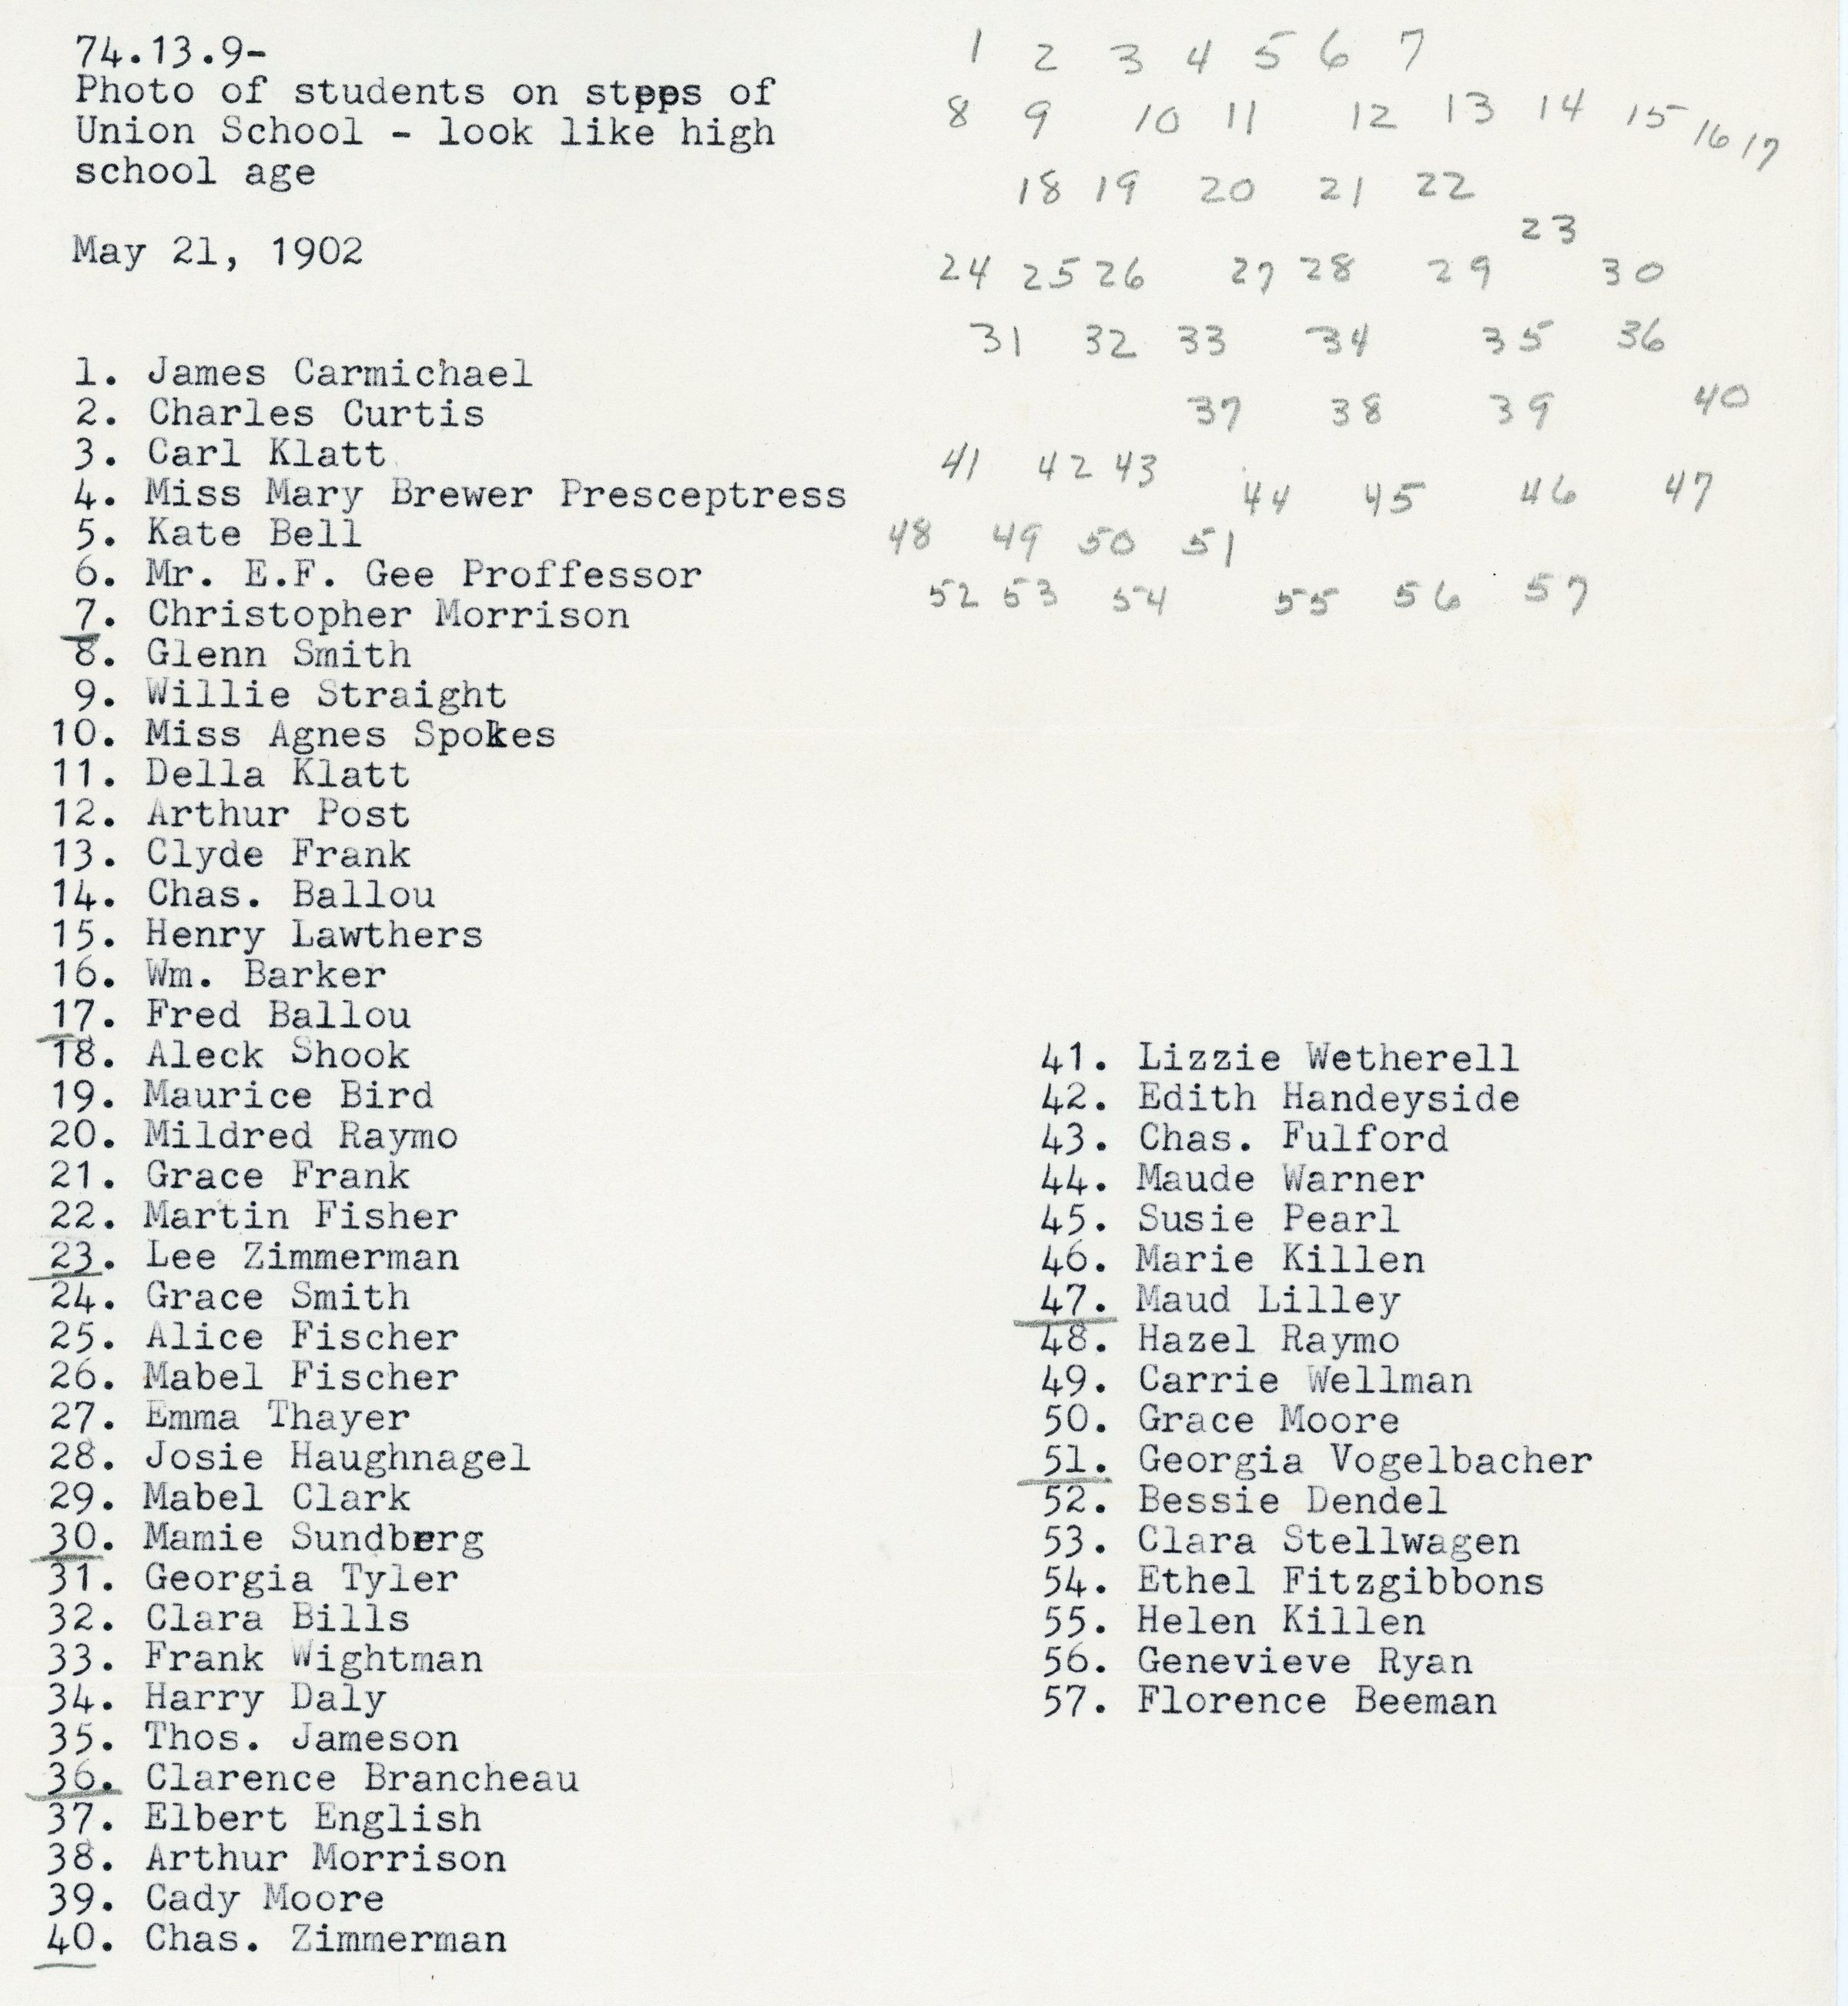 74.13.9-
Photo of students on stpps of
Union School - look like high
school age
May 21, 1902
1 2 3 4 5 6 7
8 9 10 11 12 13 14 15 16 17
18 19 20 21 22
23
24 25 26 27 28 29 30
31 32 33 34 35 36
37 38 39 40
41 42 43 44 45 46 47
48 49 50 51
52 53 54 55 56 57
1. James Carmichael
2. Charles Curtis
3. Carl Klatt
4. Miss Mary Brewer Presceptress
5. Kate Bell
6. Mr. E.F. Gee Proffessor
7. Christopher Morrison
8. Glenn Smith
9. Willie Straight
10. Miss Agnes Spokes
11. Della Klatt
12. Arthur Post
13. Clyde Frank
14. Chas. Ballou
15. Henry Lawthers
16. Wm. Barker
17. Fred Ballou
18. Aleck Shook
19. Maurice Bird
20. Mildred Raymo
21. Grace Frank
22. Martin Fisher
23. Lee Zimmerman
24. Grace Smith
25. Alice Fischer
26. Mabel Fischer
27. Emma Thayer
28. Josie Haughnagel
29. Mabel Clark
30. Mamie Sundberg
31. Georgia Tyler
32. Clara Bills
33. Frank Wightman
34. Harry Daly
35. Thos. Jameson
36. Clarence Brancheau
37. Elbert English
38. Arthur Morrison
39. Cady Moore
40. Chas. Zimmerman
41. Lizzie Wetherell
42. Edith Handeyside
43. Chas. Fulford
44. Maude Warner
45. Susie Pearl
46. Marie Killen
47. Maud Lilley
48. Hazel Raymo
49. Carrie Wellman
50. Grace Moore
51. Georgia Vogelbacher
52. Bessie Dendel
53. Clara Stellwagen
54. Ethel Fitzgibbons
55. Helen Killen
56. Genevieve Ryan
57. Florence Beeman